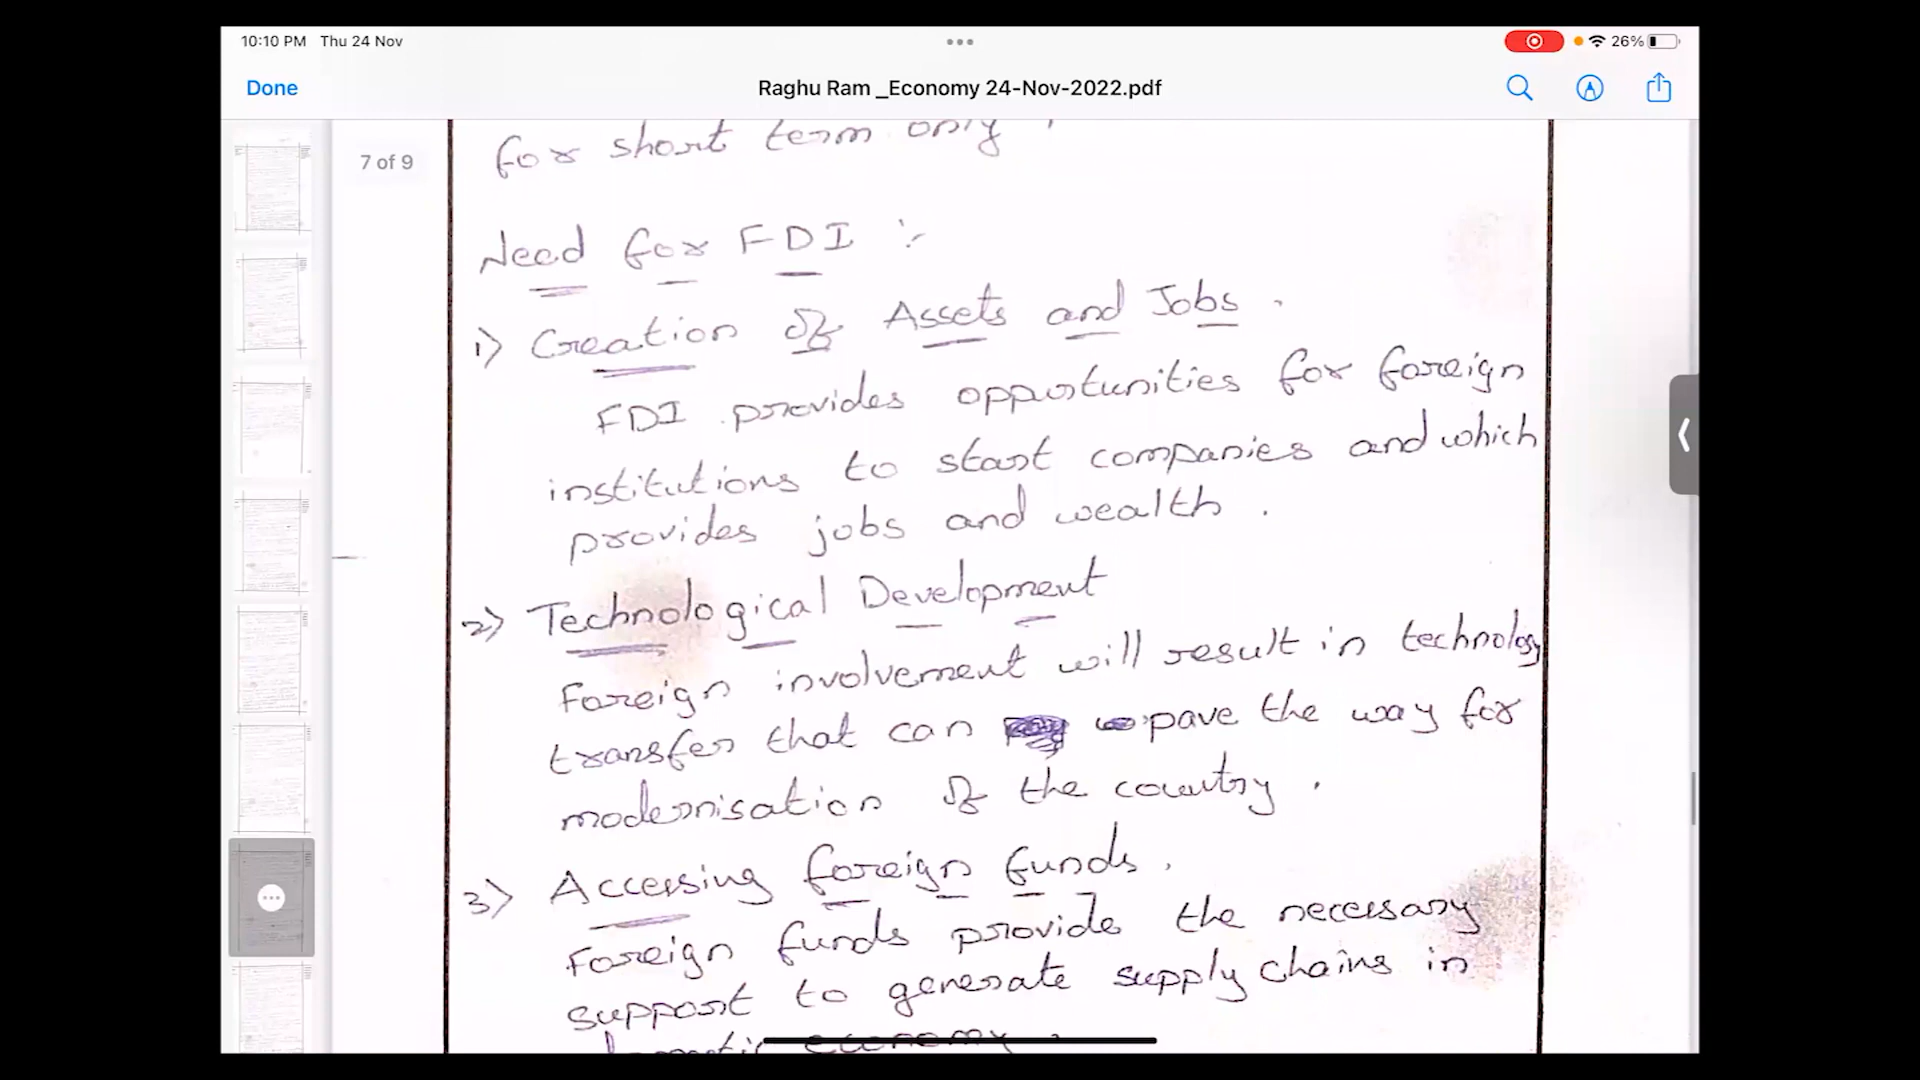 10:10 PM Thu 24 Nov
26%
Done
Raghu Ram _Economy 24-Nov-2022.pdf
7 of 9
for short term only.
Need for FDI :-
1) Creation of Assets and Jobs.
FDI provides opportunities for foreign
institutions to start companies and which
provides jobs and wealth.
2) Technological Development
Foreign involvement will result in technology
transfer that can pave the way for
modernisation of the country.
3) Accessing foreign funds.
Foreign funds provide the necessary
support to generate supply chains in
domestic economy.